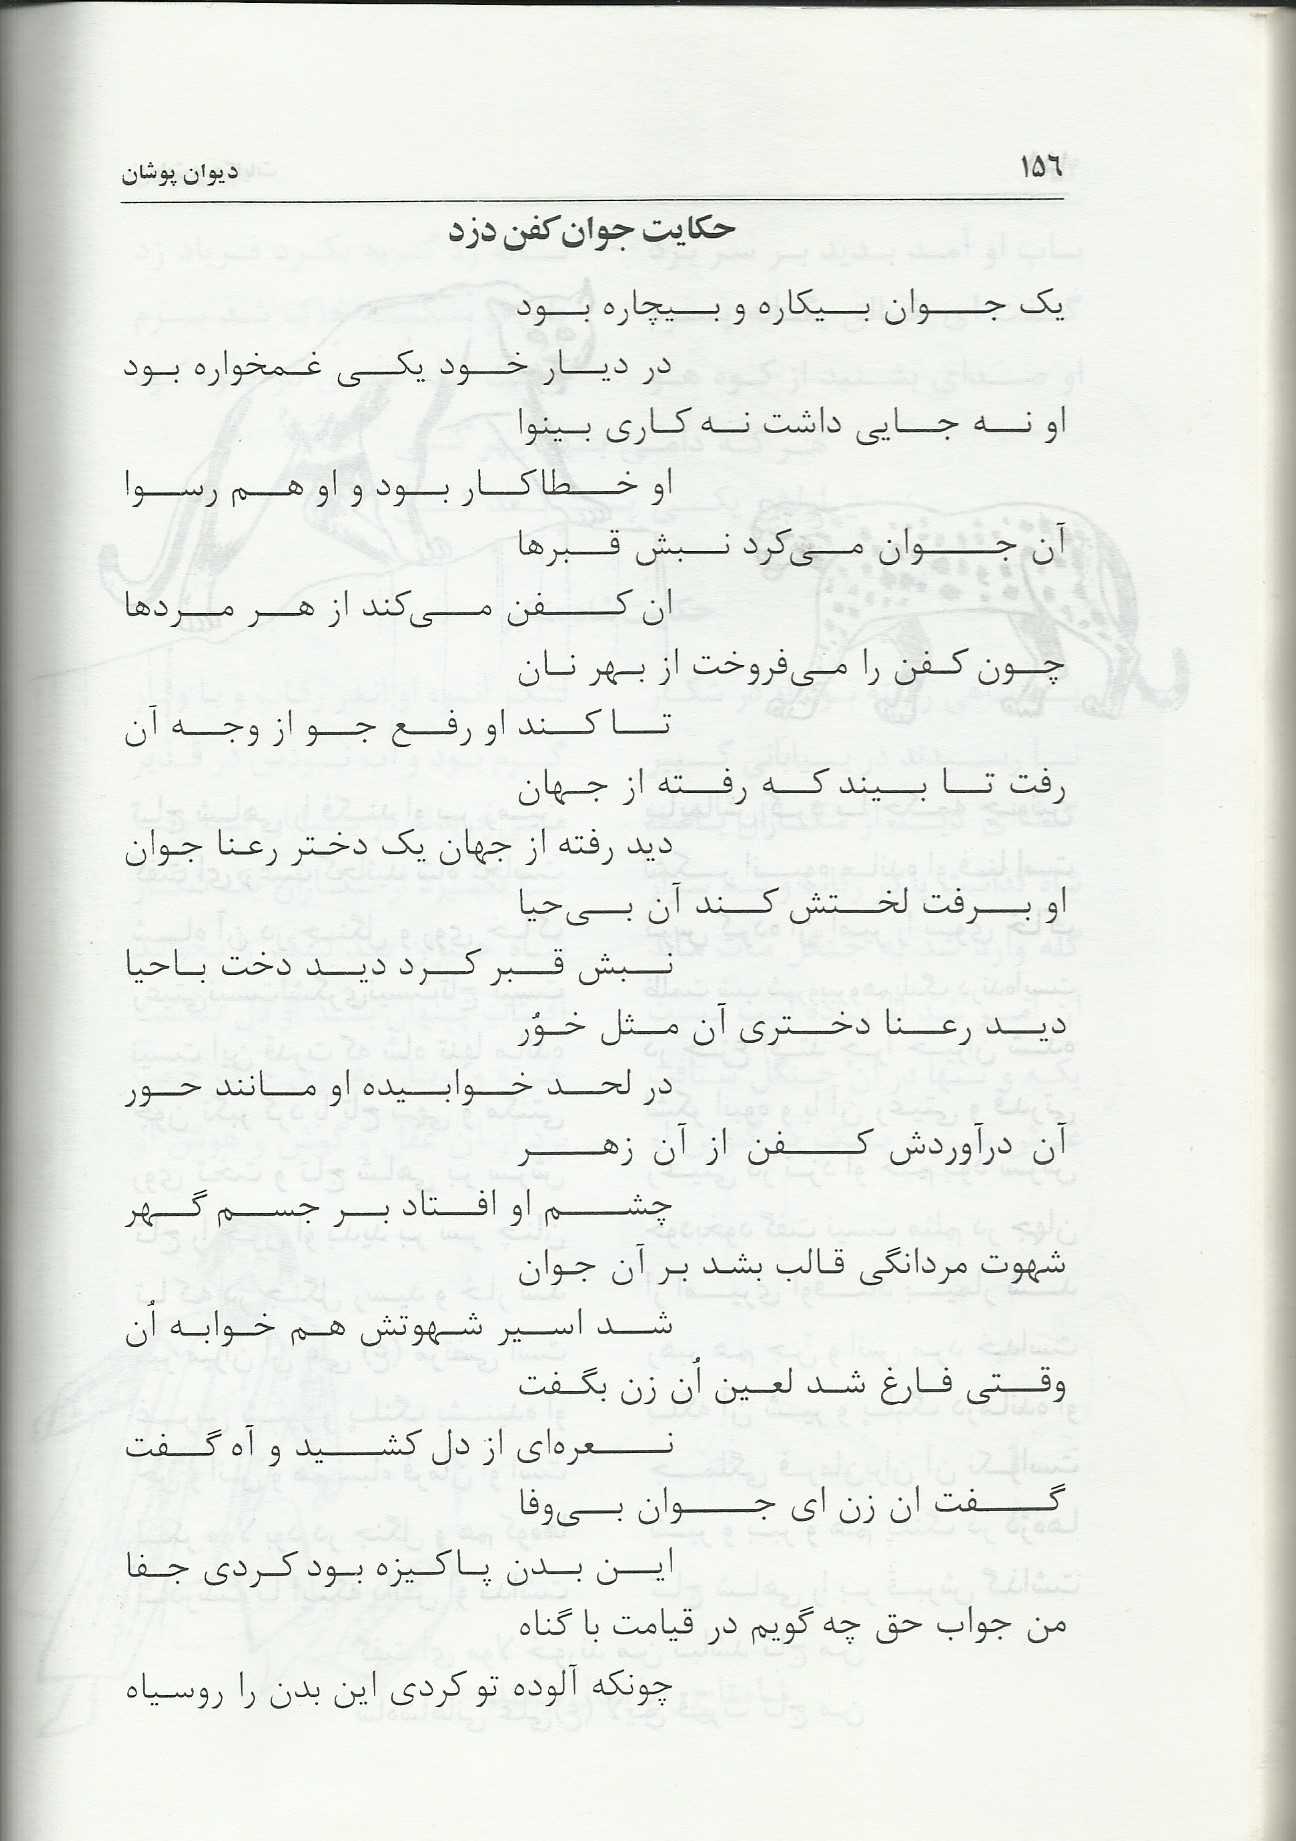 ۱۵۶
دیوان پوشان
حکایت جوان کفن دزد
یک جوان بیکاره و بیچاره بود
در دیار خود یکی غمخواره بود
او نه جایی داشت نه کاری بینوا
او خطاکار بود و او هم رسوا
آن جوان می‌کرد نبش قبرها
ان کفن می‌کند از هر مردها
چون کفن را می‌فروخت از بهر نان
تا کند او رفع جو از وجه آن
رفت تا بیند که رفته از جهان
دید رفته از جهان یک دختر رعنا جوان
او برفت لختش کند آن بی‌حیا
نبش قبر کرد دید دخت باحیا
دید رعنا دختری آن مثل خوُر
در لحد خوابیده او مانند حور
آن درآوردش کفن از آن زهر
چشم او افتاد بر جسم گهر
شهوت مردانگی قالب بشد بر آن جوان
شد اسیر شهوتش هم خوابه اُن
وقتی فارغ شد لعین اُن زن بگفت
نعره‌ای از دل کشید و آه گفت
گفت ان زن ای جوان بی‌وفا
این بدن پاکیزه بود کردی جفا
من جواب حق چه گویم در قیامت با گناه
چونکه آلوده تو کردی این بدن را روسیاه